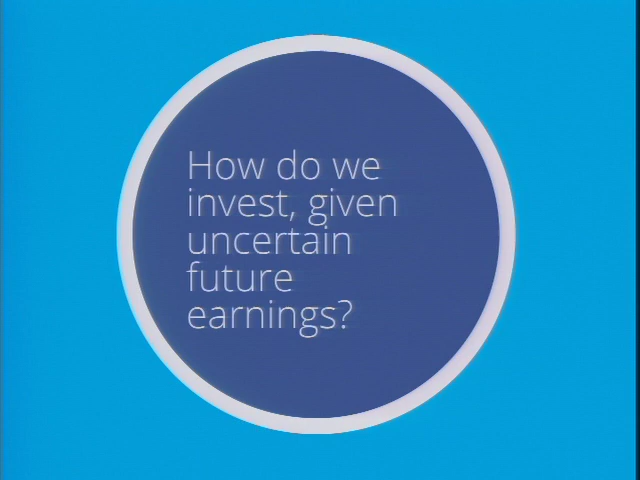 How do we
invest, given
uncertain
future
earnings?